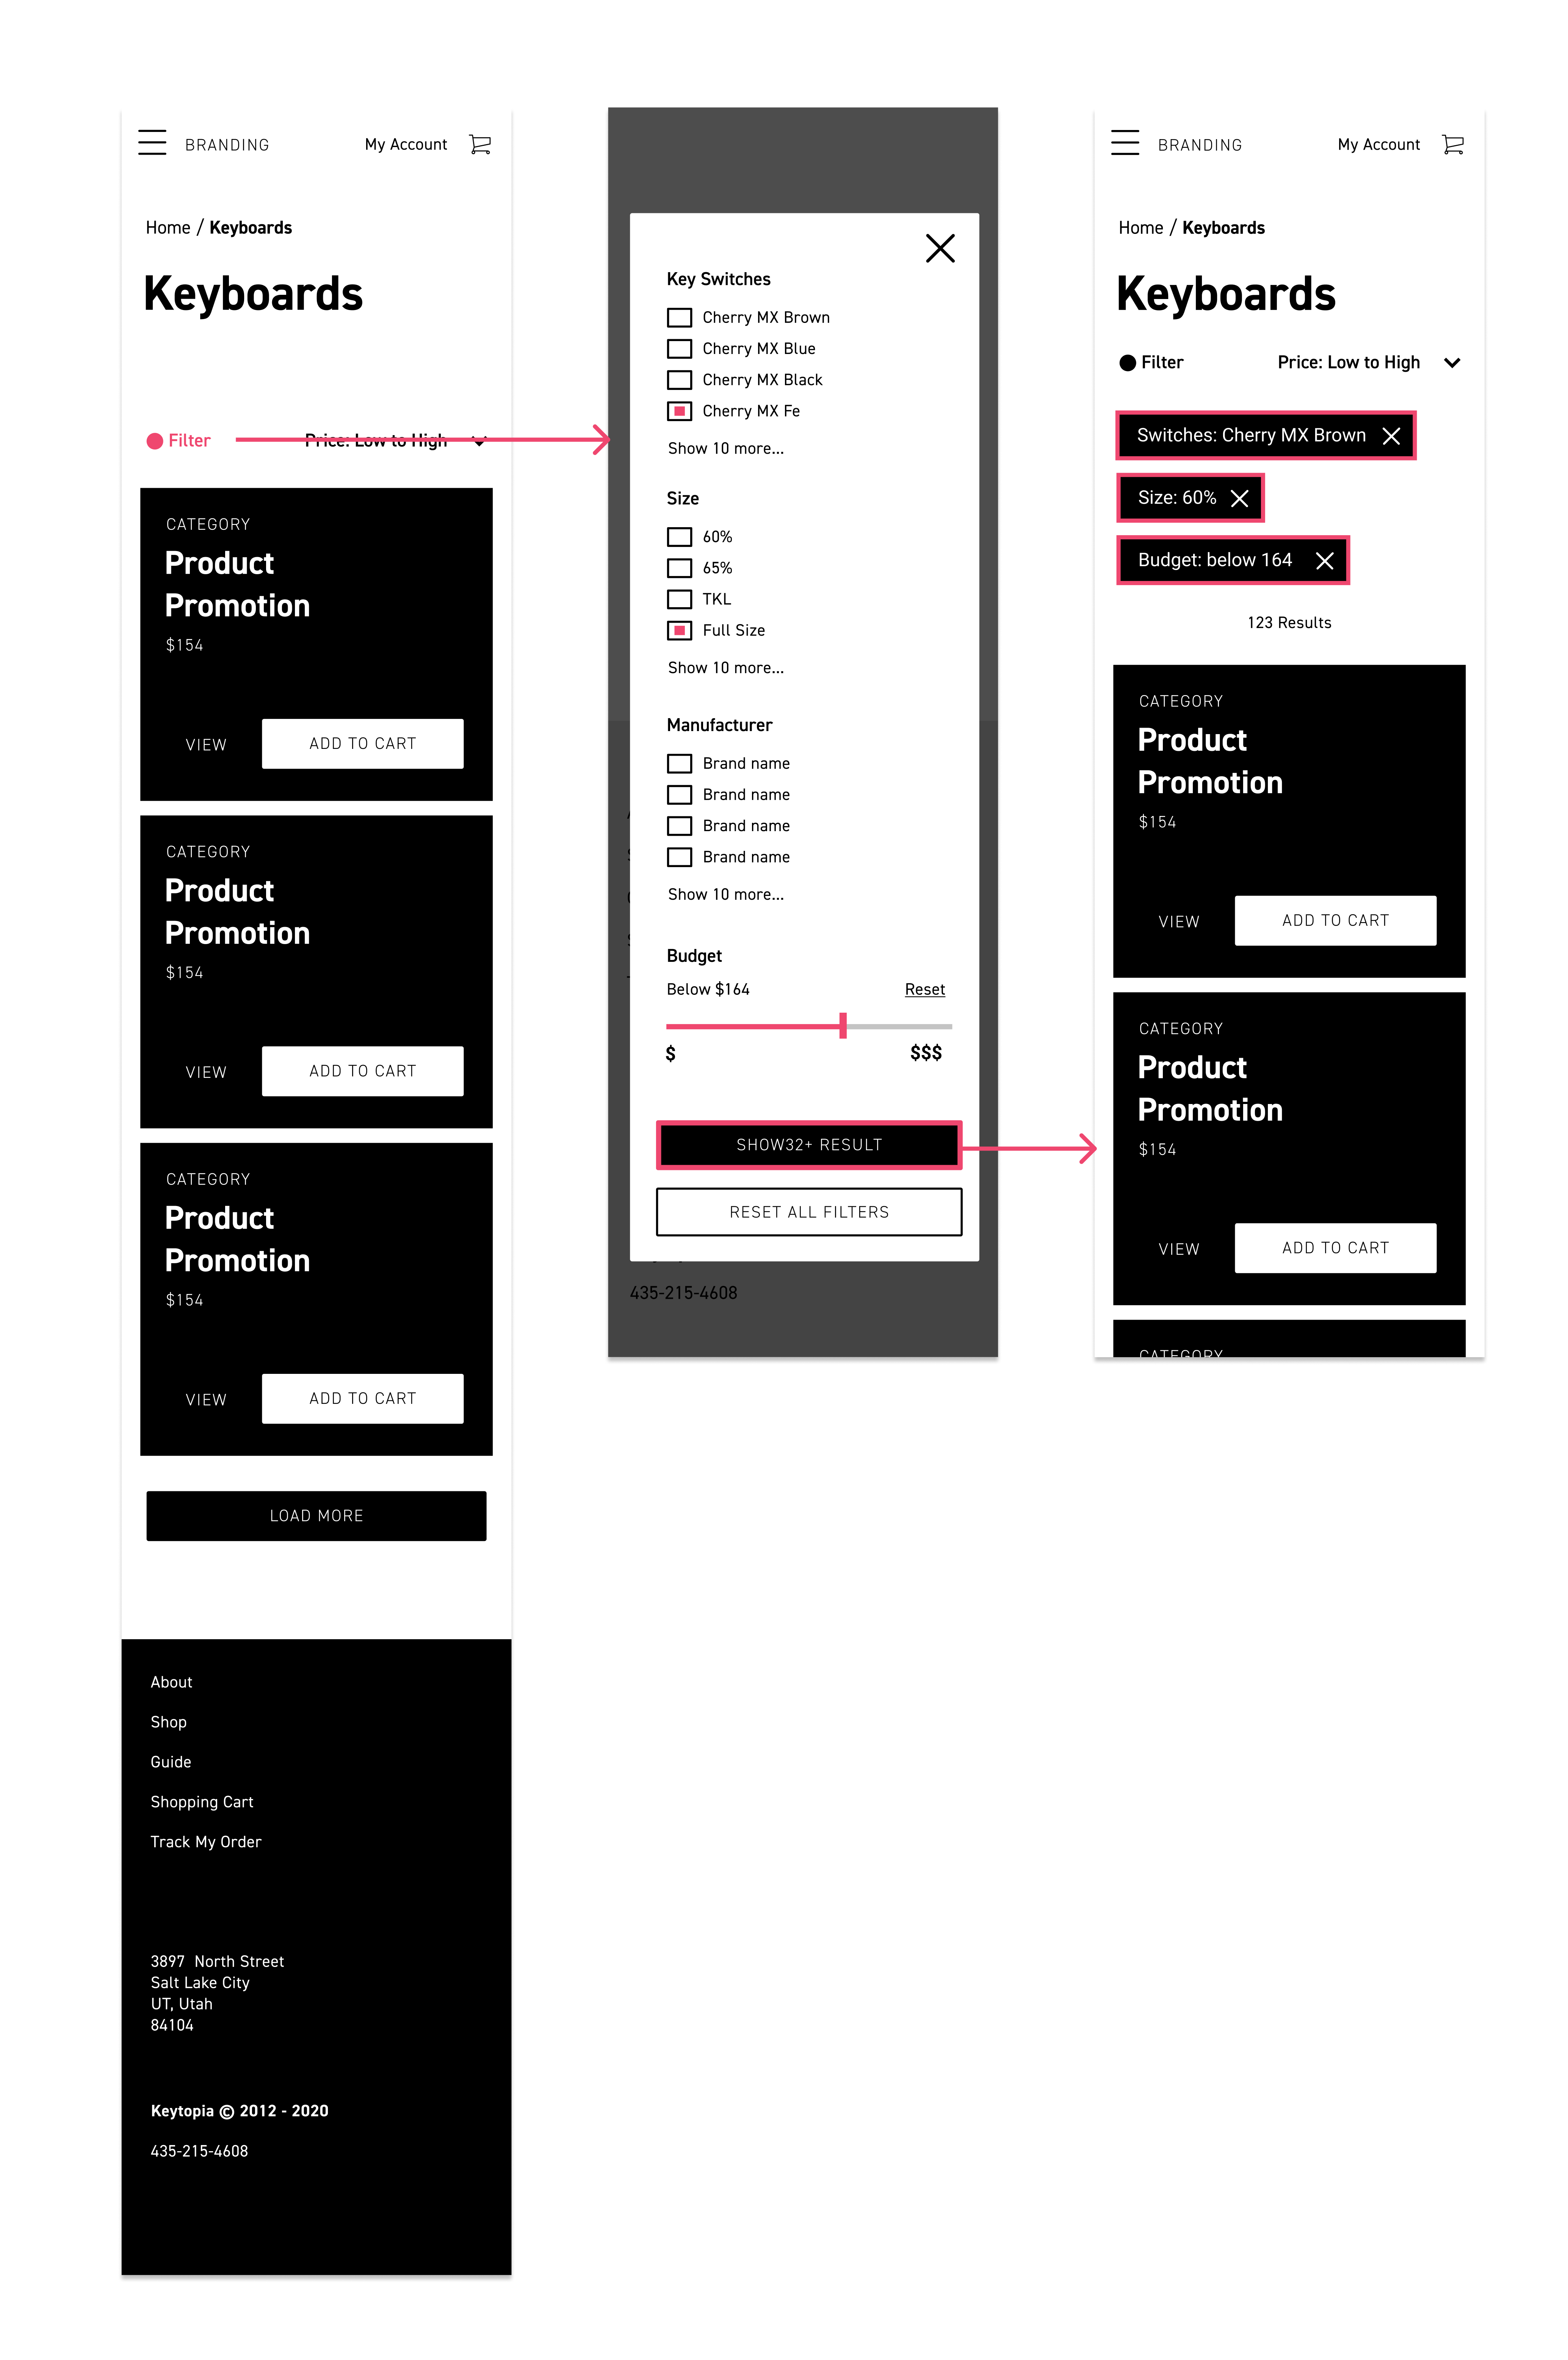 BRANDING My Account
Home / Keyboards
Keyboards
Filter Price: Low to High
CATEGORY
Product
Promotion
$154
VIEW ADD TO CART
CATEGORY
Product
Promotion
$154
VIEW ADD TO CART
CATEGORY
Product
Promotion
$154
VIEW ADD TO CART
LOAD MORE
About
Shop
Guide
Shopping Cart
Track My Order
3897 North Street
Salt Lake City
UT, Utah
84104
Keytopia © 2012 - 2020
435-215-4608
Key Switches
Cherry MX Brown
Cherry MX Blue
Cherry MX Black
Cherry MX Fe
Show 10 more...
Size
60%
65%
TKL
Full Size
Show 10 more...
Manufacturer
Brand name
Brand name
Brand name
Brand name
Show 10 more...
Budget
Below $164 Reset
$ $$$
SHOW32+ RESULT
RESET ALL FILTERS
435-215-4608
BRANDING My Account
Home / Keyboards
Keyboards
Filter Price: Low to High
Switches: Cherry MX Brown
Size: 60%
Budget: below 164
123 Results
CATEGORY
Product
Promotion
$154
VIEW ADD TO CART
CATEGORY
Product
Promotion
$154
VIEW ADD TO CART
CATEGORY